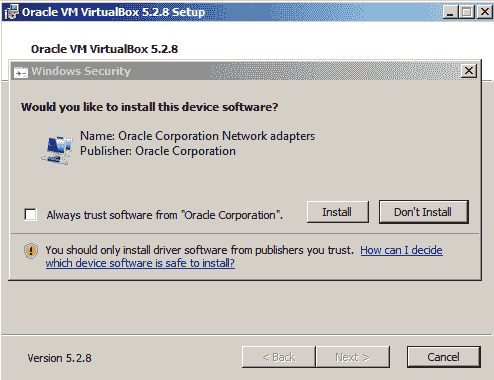 Oracle VM VirtualBox 5.2.8 Setup
Oracle VM VirtualBox 5.2.8
Windows Security
Would you like to install this device software?
Name: Oracle Corporation Network adapters
Publisher: Oracle Corporation
Always trust software from "Oracle Corporation".
Install
Don't Install
You should only install driver software from publishers you trust. How can I decide
which device software is safe to install?
Version 5.2.8
< Back
Next >
Cancel